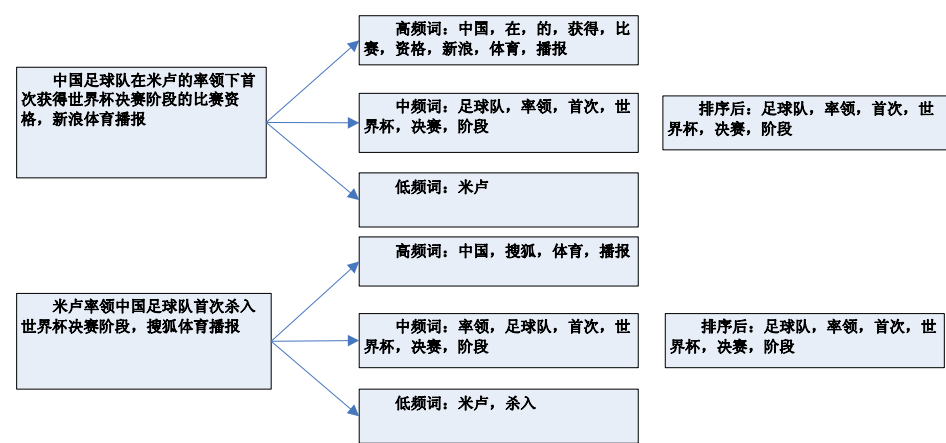 中国足球队在米卢的率领下首
次获得世界杯决赛阶段的比赛资
格，新浪体育播报
高频词：中国，在，的，获得，比
赛，资格，新浪，体育，播报
中频词：足球队，率领，首次，世
界杯，决赛，阶段
排序后：足球队，率领，首次，世
界杯，决赛，阶段
低频词：米卢
米卢率领中国足球队首次杀入
世界杯决赛阶段，搜狐体育播报
高频词：中国，搜狐，体育，播报
中频词：率领，足球队，首次，世
界杯，决赛，阶段
排序后：足球队，率领，首次，世
界杯，决赛，阶段
低频词：米卢，杀入